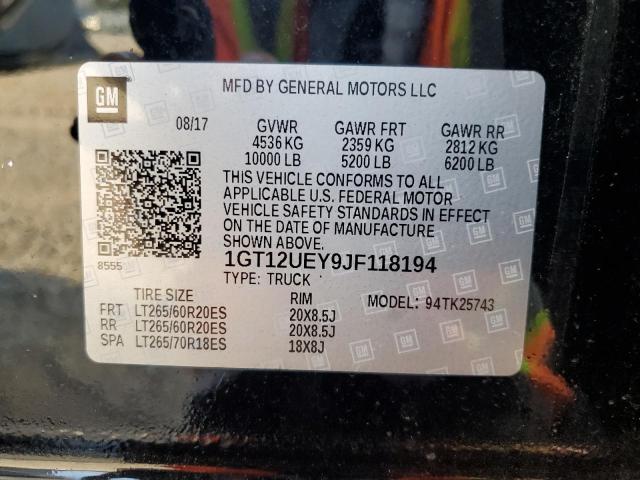 GM
MFD BY GENERAL MOTORS LLC
08/17 GVWR GAWR FRT GAWR RR
4536 KG 2359 KG 2812 KG
10000 LB 5200 LB 6200 LB
THIS VEHICLE CONFORMS TO ALL
APPLICABLE U.S. FEDERAL MOTOR
VEHICLE SAFETY STANDARDS IN EFFECT
ON THE DATE OF MANUFACTURE
SHOWN ABOVE.
8555
1GT12UEY9JF118194
TYPE: TRUCK
TIRE SIZE RIM MODEL: 94TK25743
FRT LT265/60R20ES 20X8.5J
RR LT265/60R20ES 20X8.5J
SPA LT265/70R18ES 18X8J